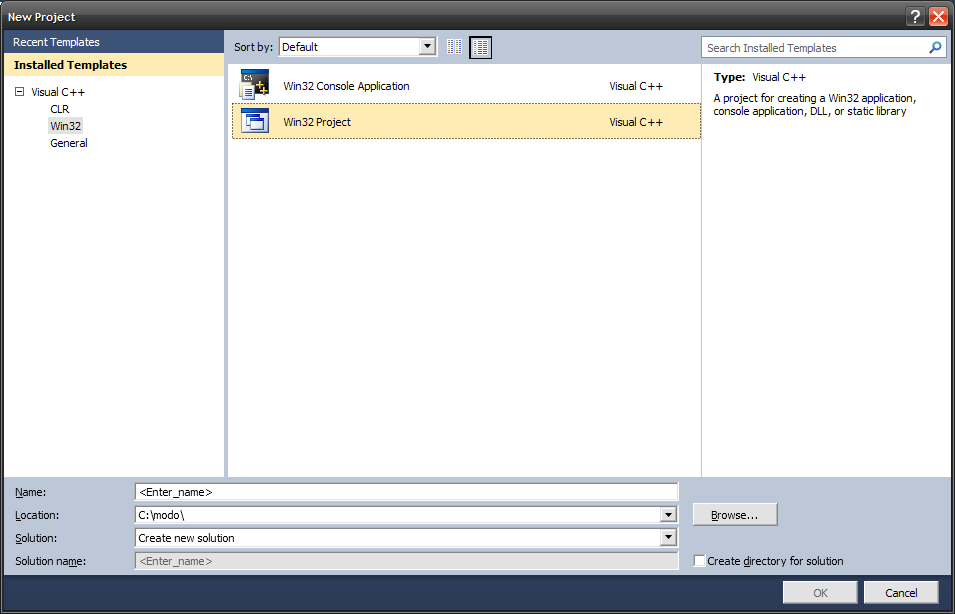 New Project
?
Recent Templates
Installed Templates
Visual C++
CLR
Win32
General
Sort by: Default
Search Installed Templates
C:\
Win32 Console Application Visual C++
Win32 Project Visual C++
Type: Visual C++
A project for creating a Win32 application,
console application, DLL, or static library
Name: <Enter_name>
Location: C:\modo\ Browse...
Solution: Create new solution
Solution name: <Enter_name> Create directory for solution
OK Cancel